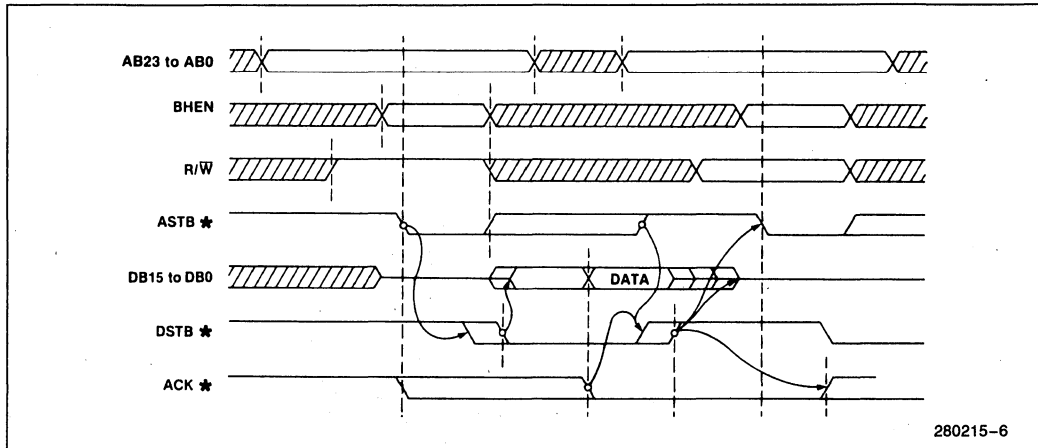 AB23 to AB0
BHEN
R/W̅
ASTB *
DB15 to DB0
DATA
DSTB *
ACK *
280215-6